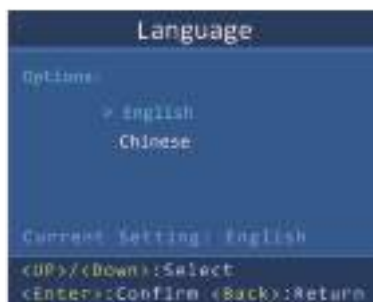 Language
Options:
> English
Chinese
Current Setting: English
<UP>/<Down>:Select
<Enter>:Confirm <Back>:Return